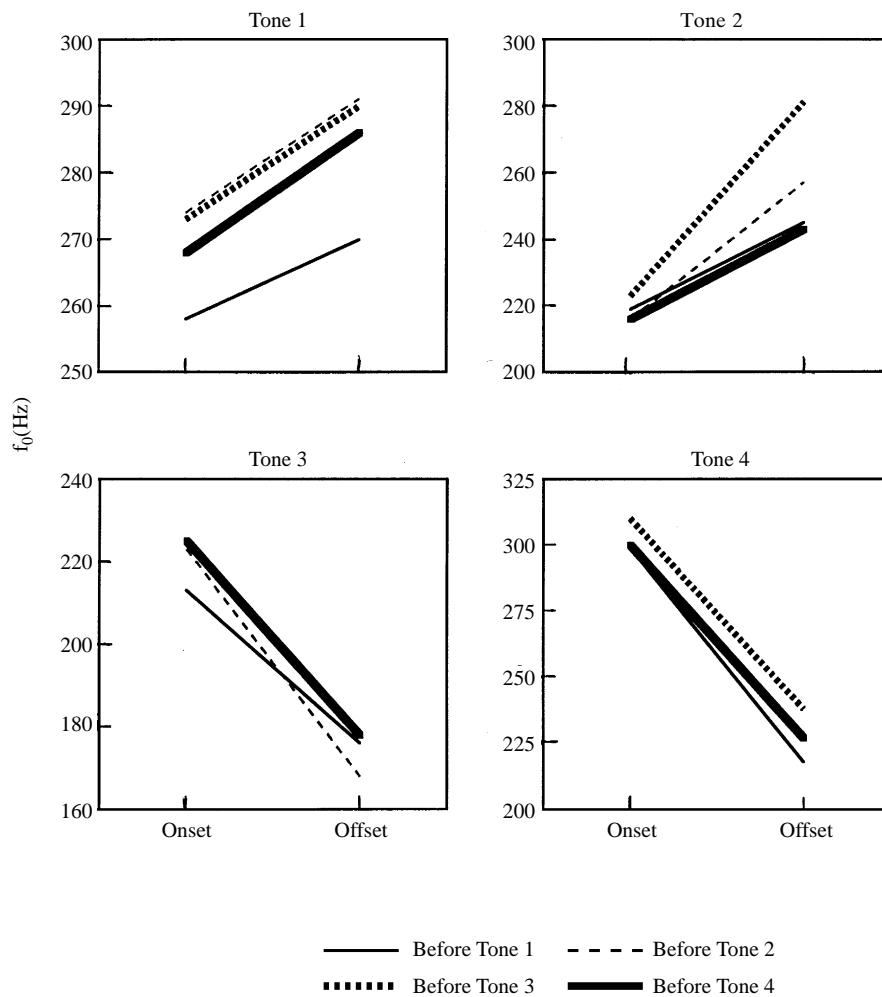 Tone 1
Tone 2
300
290
280
270
260
250
300
280
260
240
220
200
f0(Hz)
Tone 3
Tone 4
240
220
200
180
160
325
300
275
250
225
200
Onset
Offset
Onset
Offset
Before Tone 1
Before Tone 2
Before Tone 3
Before Tone 4